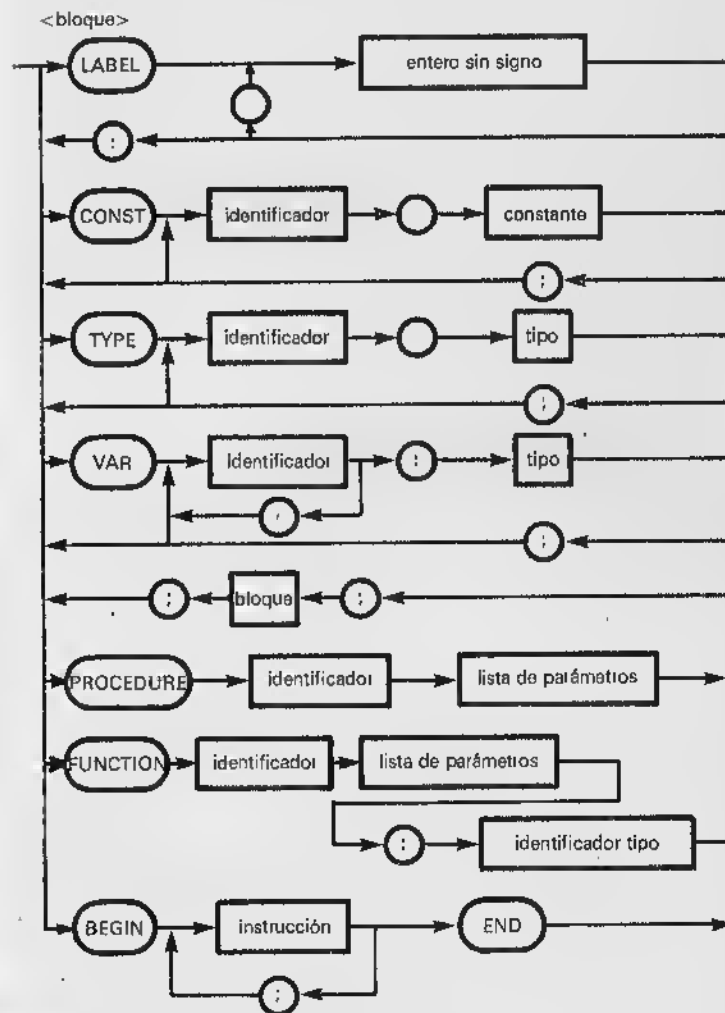 <bloque>
LABEL
entero sin signo
;
CONST
identificador
constante
;
TYPE
identificador
tipo
;
VAR
identificador
:
tipo
,
;
;
bloque
;
PROCEDURE
identificador
lista de parámetros
FUNCTION
identificador
lista de parámetros
:
identificador tipo
BEGIN
instrucción
END
;